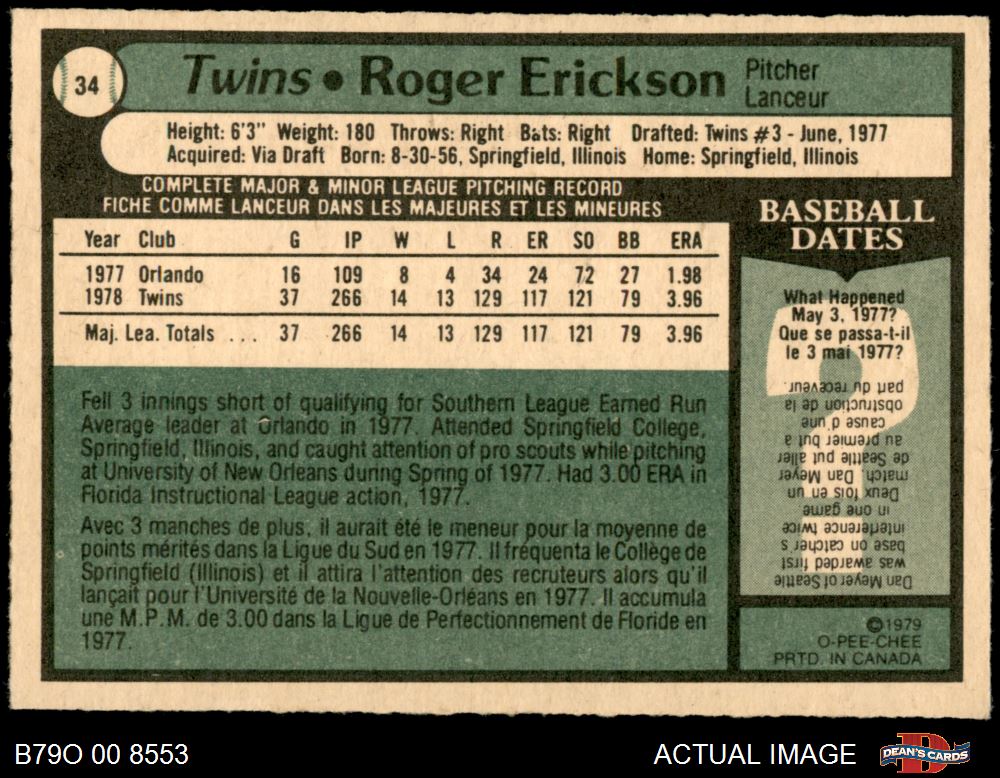 34
Twins • Roger Erickson
Pitcher
Lanceur
Height: 6'3" Weight: 180 Throws: Right Bats: Right Drafted: Twins #3 - June, 1977
Acquired: Via Draft Born: 8-30-56, Springfield, Illinois Home: Springfield, Illinois
COMPLETE MAJOR & MINOR LEAGUE PITCHING RECORD
FICHE COMME LANCEUR DANS LES MAJEURES ET LES MINEURES
Year Club G IP W L R ER SO BB ERA
1977 Orlando 16 109 8 4 34 24 72 27 1.98
1978 Twins 37 266 14 13 129 117 121 79 3.96
Maj. Lea. Totals ... 37 266 14 13 129 117 121 79 3.96
Fell 3 innings short of qualifying for Southern League Earned Run
Average leader at Orlando in 1977. Attended Springfield College,
Springfield, Illinois, and caught attention of pro scouts while pitching
at University of New Orleans during Spring of 1977. Had 3.00 ERA in
Florida Instructional League action, 1977.
Avec 3 manches de plus, il aurait été le meneur pour la moyenne de
points mérités dans la Ligue du Sud en 1977. Il fréquenta le Collège de
Springfield (Illinois) et il attira l'attention des recruteurs alors qu'il
lançait pour l'Université de la Nouvelle-Orléans en 1977. Il accumula
une M.P.M. de 3.00 dans la Ligue de Perfectionnement de Floride en
1977.
BASEBALL
DATES
What Happened
May 3, 1977?
Que se passa-t-il
le 3 mai 1977?
Dan Meyer of Seattle
was awarded first
base on catcher's
interference twice
in one game
Deux fois en un
match Dan Meyer
de Seattle put aller
au premier but a
cause d'une
obstruction de la
part du receveur.
©1979
O-PEE-CHEE
PRTD. IN CANADA
B79O 00 8553
ACTUAL IMAGE
DEAN'S CARDS